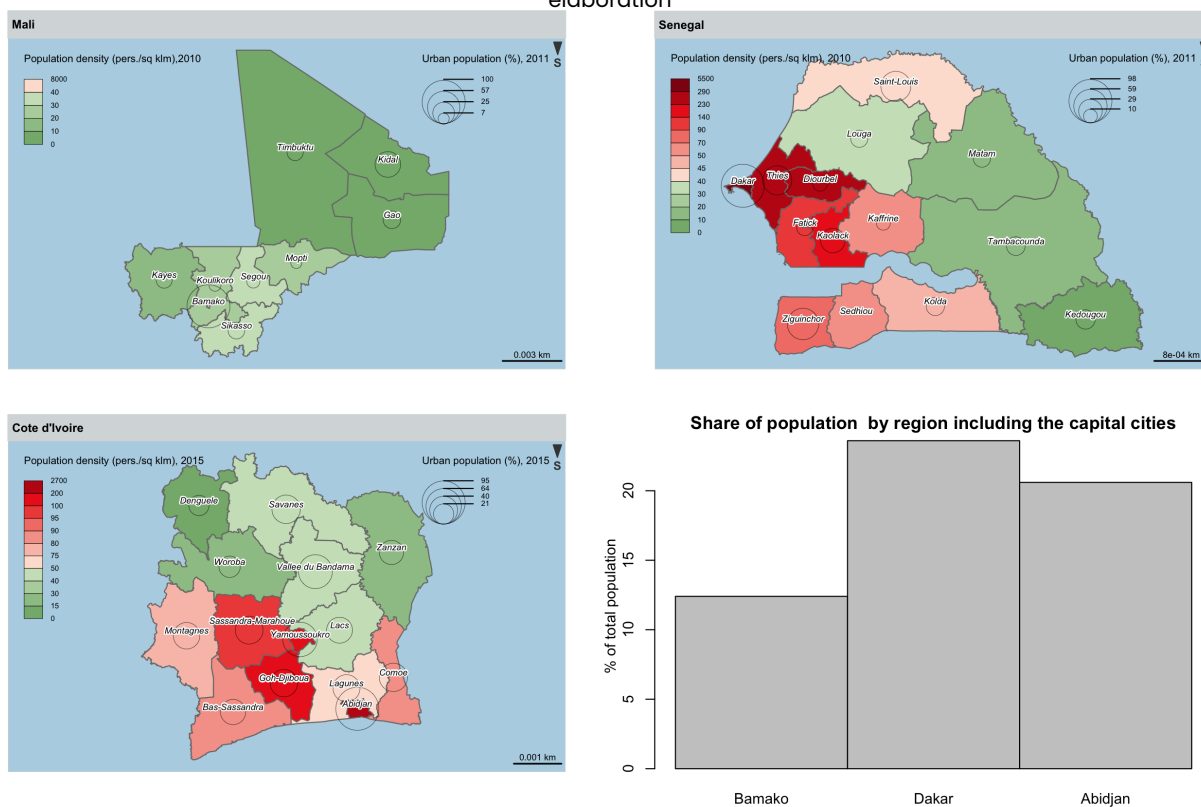 elaboration
Mali
Population density (pers./sq klm),2010
8000
40
30
20
10
0
Urban population (%), 2011
100
57
25
7
S
Timbuktu
Kidal
Gao
Mopti
Kayes
Koulikoro
Segou
Bamako
Sikasso
0.003 km
Senegal
Population density (pers./sq klm), 2010
5500
290
230
140
90
70
50
45
40
30
20
10
0
Urban population (%), 2011
98
59
29
10
S
Saint-Louis
Louga
Matam
Dakar
Thies
Diourbel
Fatick
Kaolack
Kaffrine
Tambacounda
Ziguinchor
Sedhiou
Kolda
Kedougou
8e-04 km
Cote d'Ivoire
Population density (pers./sq klm), 2015
2700
200
100
95
90
80
75
50
40
30
15
0
Urban population (%), 2015
95
64
40
21
S
Denguele
Savanes
Zanzan
Woroba
Vallee du Bandama
Montagnes
Sassandra-Marahoue
Yamoussoukro
Lacs
Goh-Djiboua
Lagunes
Comoe
Bas-Sassandra
Abidjan
0.001 km
Share of population by region including the capital cities
% of total population
20
15
10
5
0
Bamako
Dakar
Abidjan